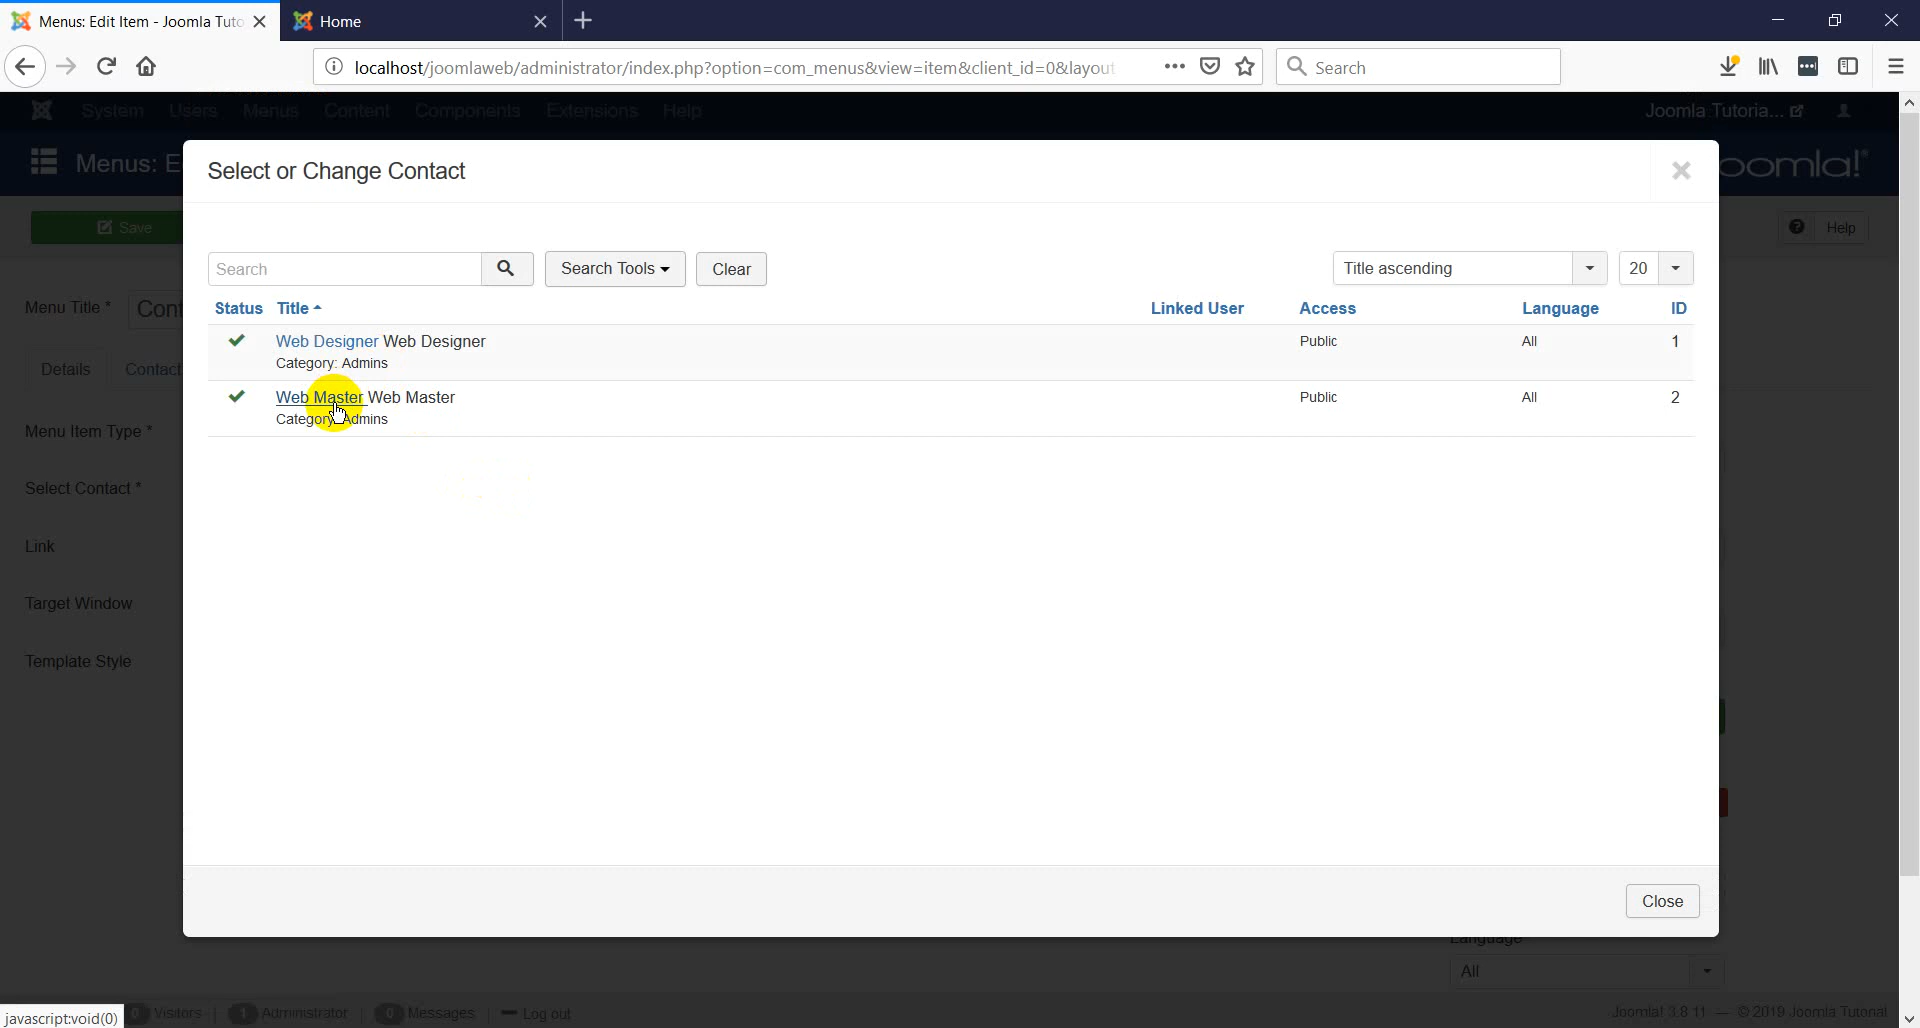 Menus: Edit Item - Joomla Tuto
Home
localhost/joomlaweb/administrator/index.php?option=com_menus&view=item&client_id=0&layout
Search
System Users Menus Content Components Extensions Help
Joomla Tutoria...
Menus: E
Select or Change Contact
oomla!®
Save
Help
Search
Search Tools
Clear
Title ascending
20
Menu Title *
Cont
Status Title Linked User Access Language ID
Web Designer Web Designer Public All 1
Category: Admins
Details
Contact
Web Master Web Master Public All 2
Category: Admins
Menu Item Type *
Select Contact *
Link
Target Window
Template Style
Close
Language
All
javascript:void(0)
0 Visitors
1 Administrator
0 Messages
Log out
Joomla! 3.8.11 — © 2019 Joomla Tutorial